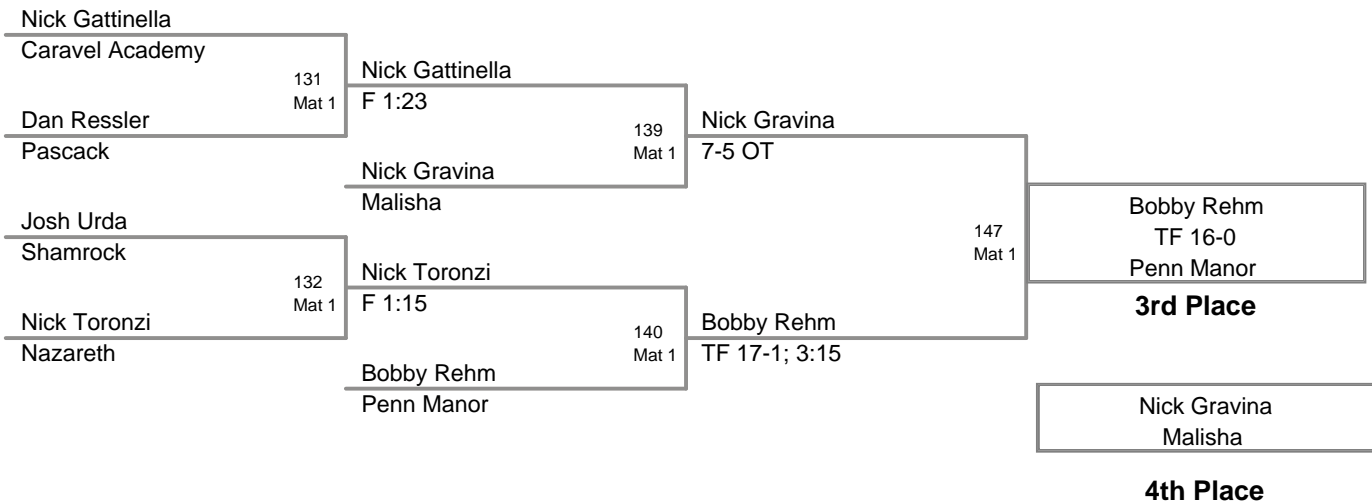 Nick Gattinella
Caravel Academy
131
Mat 1
Dan Ressler
Pascack
Josh Urda
Shamrock
132
Mat 1
Nick Toronzi
Nazareth
Nick Gattinella
F 1:23
139
Mat 1
Nick Gravina
Malisha
Nick Toronzi
F 1:15
140
Mat 1
Bobby Rehm
Penn Manor
Nick Gravina
7-5 OT
147
Mat 1
Bobby Rehm
TF 17-1; 3:15
Bobby Rehm
TF 16-0
Penn Manor
3rd Place
Nick Gravina
Malisha
4th Place